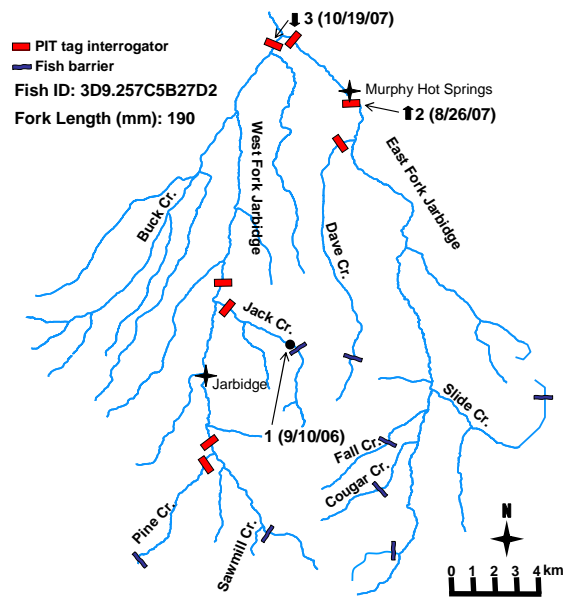 ⬇3 (10/19/07)
PIT tag interrogator
Fish barrier
Fish ID: 3D9.257C5B27D2
Fork Length (mm): 190
Murphy Hot Springs
⬆2 (8/26/07)
West Fork Jarbidge
East Fork Jarbidge
Buck Cr.
Dave Cr.
Jack Cr.
Jarbidge
Slide Cr.
1 (9/10/06)
Fall Cr.
Cougar Cr.
Pine Cr.
Sawmill Cr.
N
0 1 2 3 4 km